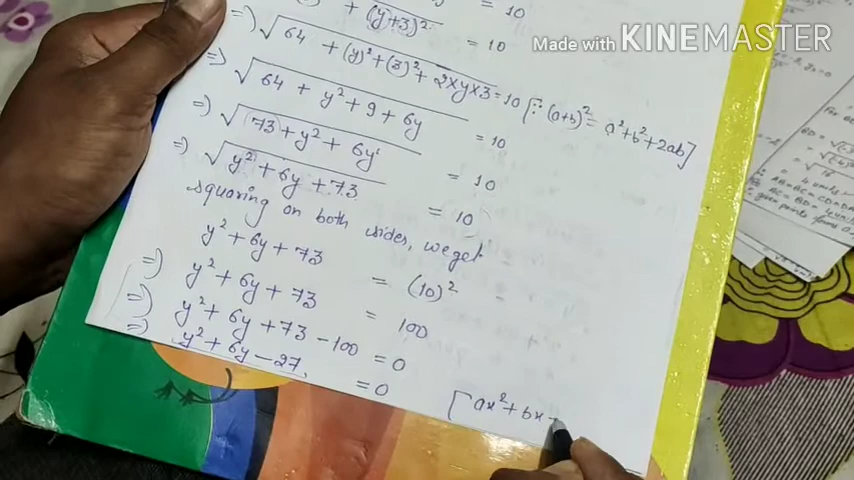 + (y+3)² = 10
=> √64 + (y)² + (3)² + 2×y×3 = 10 [∵ (a+b)² = a²+b²+2ab]
=> √64 + y² + 9 + 6y = 10
=> √73 + y² + 6y = 10
=> √y² + 6y + 73 = 10
squaring on both sides, we get
y² + 6y + 73 = (10)²
=> y² + 6y + 73 = 100
=> y² + 6y + 73 - 100 = 0
=> y² + 6y - 27, = 0
[ax² + bx +
Made with KINEMASTER